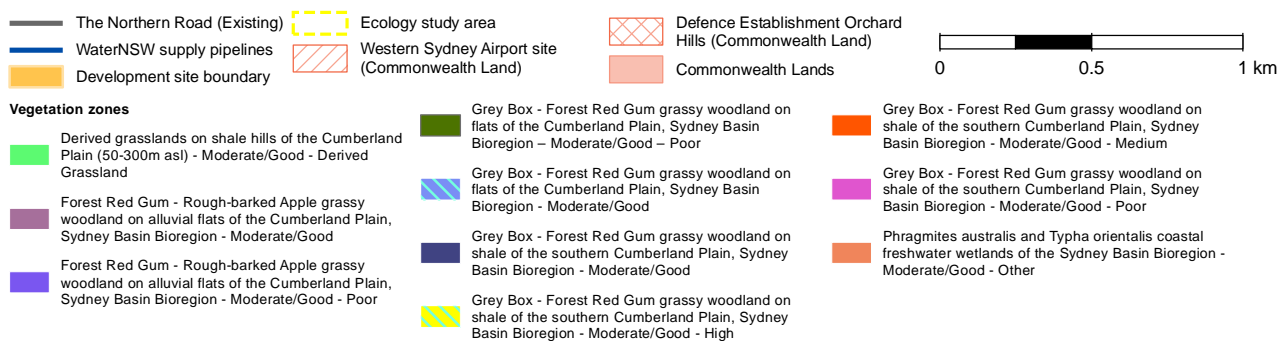 The Northern Road (Existing)
WaterNSW supply pipelines
Development site boundary
Ecology study area
Western Sydney Airport site
(Commonwealth Land)
Defence Establishment Orchard
Hills (Commonwealth Land)
Commonwealth Lands
0 0.5 1 km
Vegetation zones
Derived grasslands on shale hills of the Cumberland
Plain (50-300m asl) - Moderate/Good - Derived
Grassland
Forest Red Gum - Rough-barked Apple grassy
woodland on alluvial flats of the Cumberland Plain,
Sydney Basin Bioregion - Moderate/Good
Forest Red Gum - Rough-barked Apple grassy
woodland on alluvial flats of the Cumberland Plain,
Sydney Basin Bioregion - Moderate/Good - Poor
Grey Box - Forest Red Gum grassy woodland on
flats of the Cumberland Plain, Sydney Basin
Bioregion – Moderate/Good – Poor
Grey Box - Forest Red Gum grassy woodland on
flats of the Cumberland Plain, Sydney Basin
Bioregion - Moderate/Good
Grey Box - Forest Red Gum grassy woodland on
shale of the southern Cumberland Plain, Sydney
Basin Bioregion - Moderate/Good
Grey Box - Forest Red Gum grassy woodland on
shale of the southern Cumberland Plain, Sydney
Basin Bioregion - Moderate/Good - High
Grey Box - Forest Red Gum grassy woodland on
shale of the southern Cumberland Plain, Sydney
Basin Bioregion - Moderate/Good - Medium
Grey Box - Forest Red Gum grassy woodland on
shale of the southern Cumberland Plain, Sydney
Basin Bioregion - Moderate/Good - Poor
Phragmites australis and Typha orientalis coastal
freshwater wetlands of the Sydney Basin Bioregion -
Moderate/Good - Other